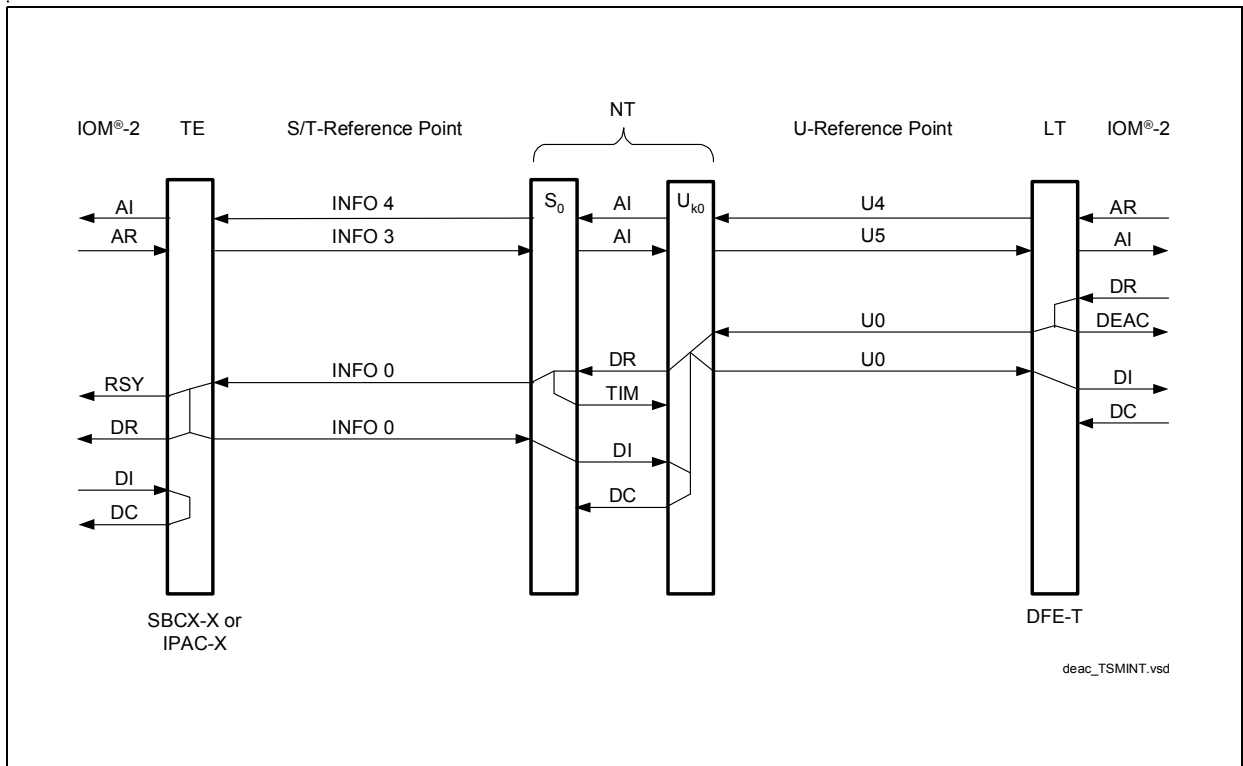 NT
IOM®-2 TE S/T-Reference Point U-Reference Point LT IOM®-2
S0 Uk0
AI INFO 4 AI U4 AR
AR INFO 3 AI U5 AI
DR
U0 DEAC
DR
INFO 0 U0
RSY TIM DI
DR INFO 0 DC
DI
DI
DC
DC
SBCX-X or
IPAC-X
DFE-T
deac_TSMINT.vsd